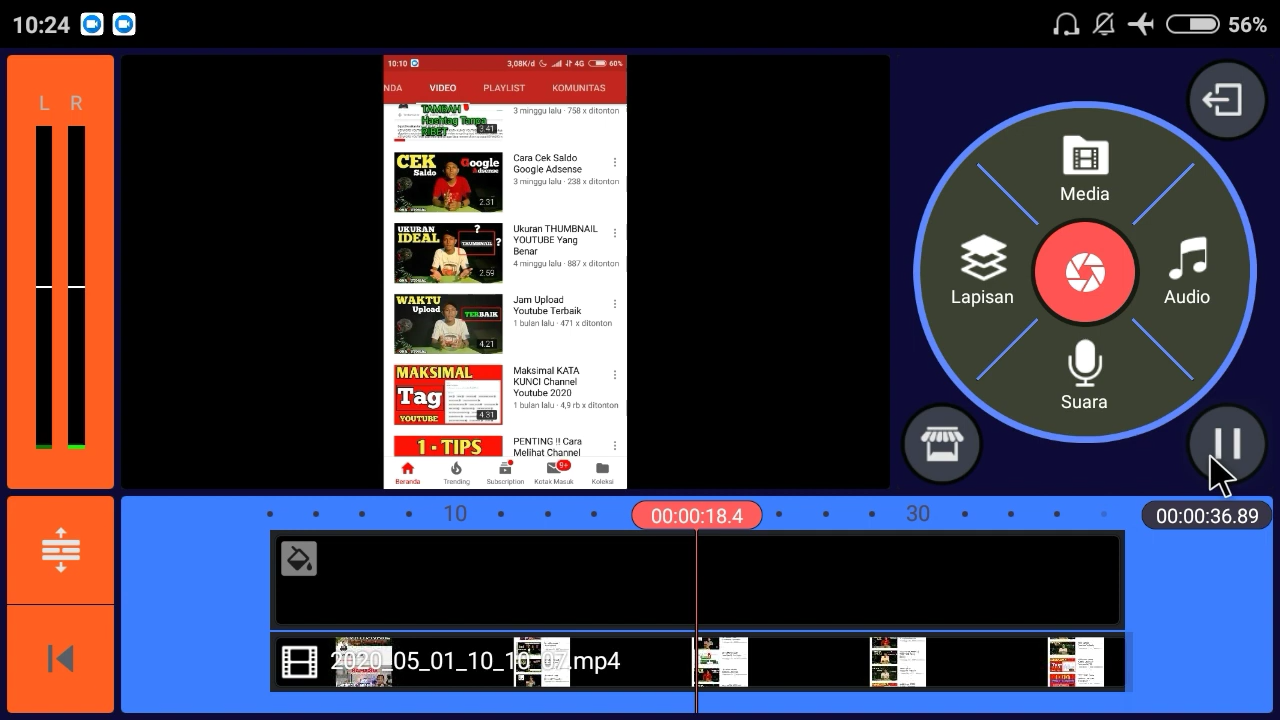 10:24
56%
L R
10:10
3,08K/d
4G
60%
NDA
VIDEO
PLAYLIST
KOMUNITAS
TAMBAH
Hashtag Tanpa
RIBET
3:41
3 minggu lalu · 758 x ditonton
CEK
Saldo
Google
Adsense
2.31
Cara Cek Saldo
Google Adsense
3 minggu lalu · 238 x ditonton
UKURAN
IDEAL
?
THUMBNAIL
?
2:59
Ukuran THUMBNAIL
YOUTUBE Yang
Benar
4 minggu lalu · 887 x ditonton
WAKTU
Upload
TERBAIK
4.21
Jam Upload
Youtube Terbaik
1 bulan lalu · 471 x ditonton
MAKSIMAL
Tag
YOUTUBE
4:31
Maksimal KATA
KUNCI Channel
Youtube 2020
1 bulan lalu · 4,9 rb x ditonton
1 · TIPS
PENTING !! Cara
Melihat Channel
Beranda
Trending
Subscription
9+
Kotak Masuk
Koleksi
Media
Lapisan
Audio
Suara
10
00:00:18.4
30
00:00:36.89
2020_05_01_10_10_07.mp4